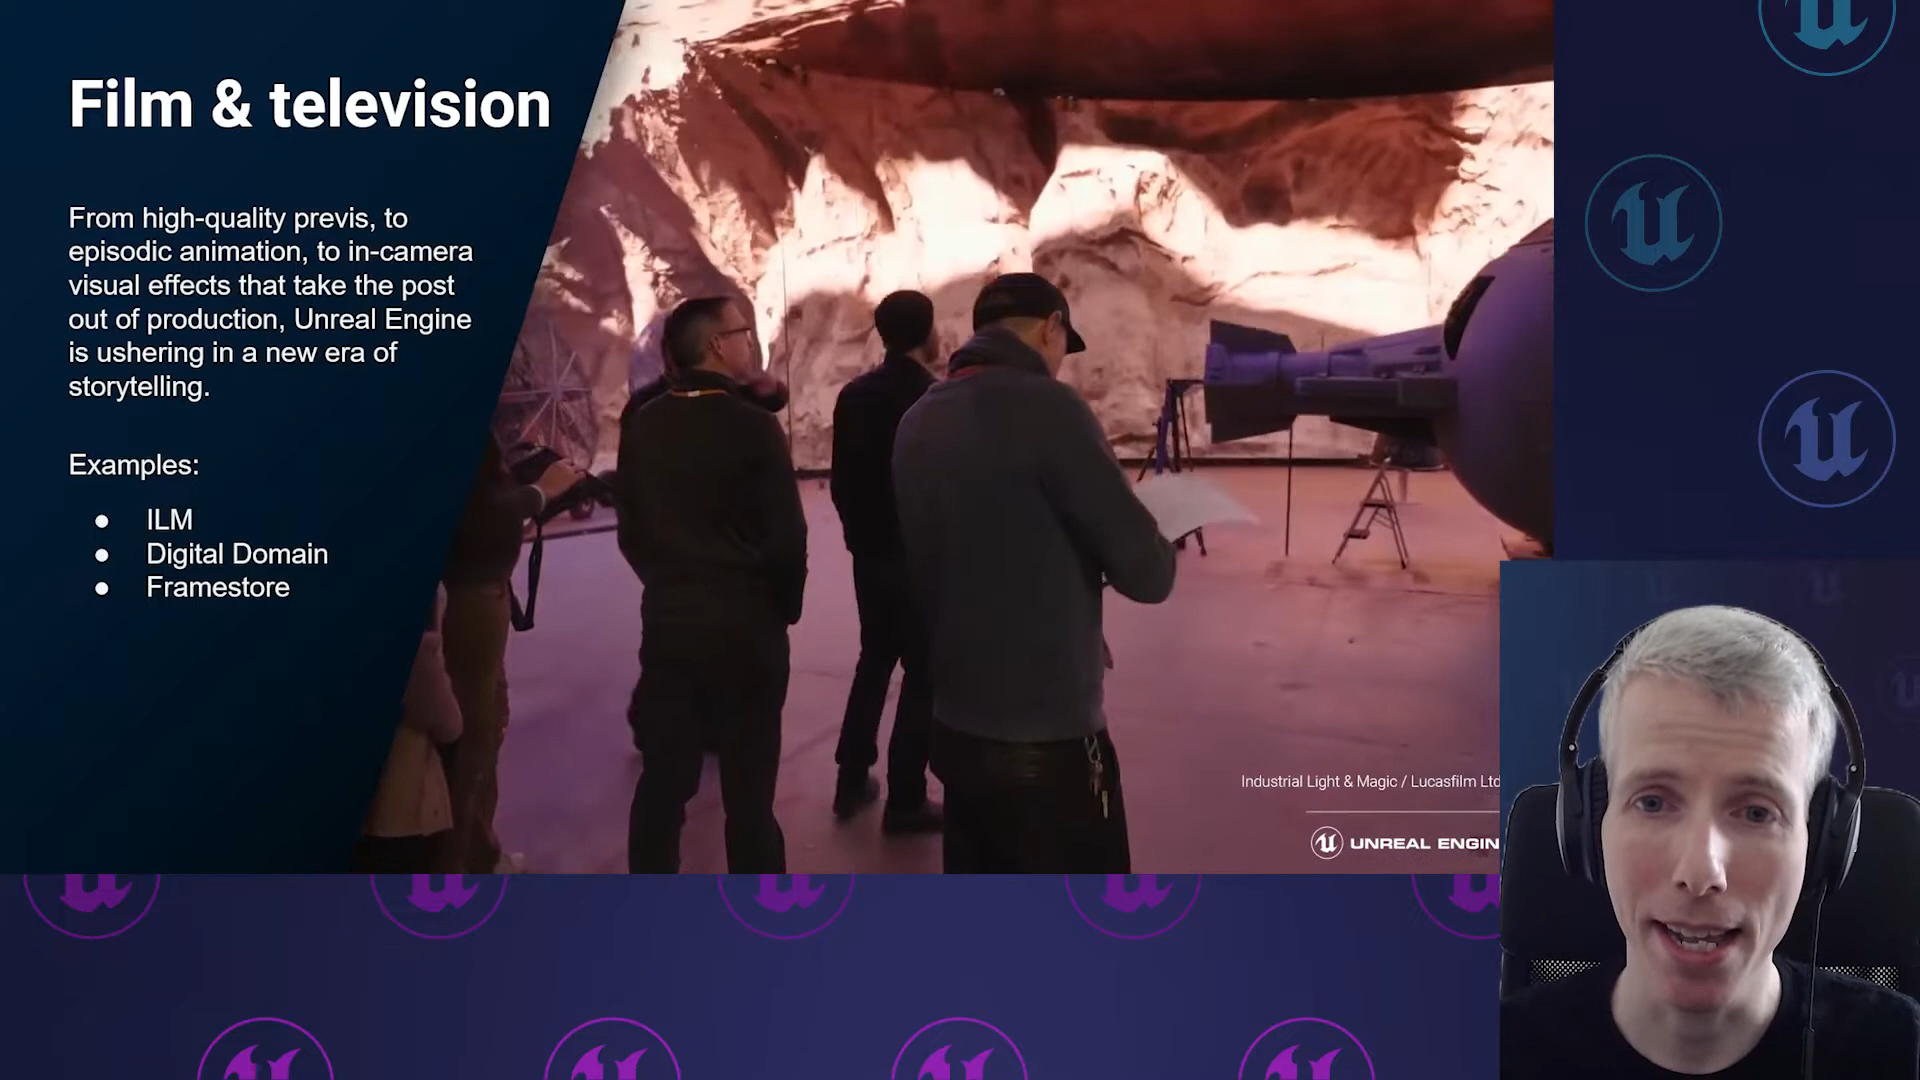 Film & television
From high-quality previs, to
episodic animation, to in-camera
visual effects that take the post
out of production, Unreal Engine
is ushering in a new era of
storytelling.
Examples:
● ILM
● Digital Domain
● Framestore
Industrial Light & Magic / Lucasfilm Ltd
UNREAL ENGIN